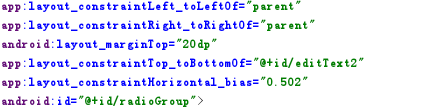 app:layout_constraintLeft_toLeftOf="parent"
app:layout_constraintRight_toRightOf="parent"
android:layout_marginTop="20dp"
app:layout_constraintTop_toBottomOf="@+id/editText2"
app:layout_constraintHorizontal_bias="0.502"
android:id="@+id/radioGroup">